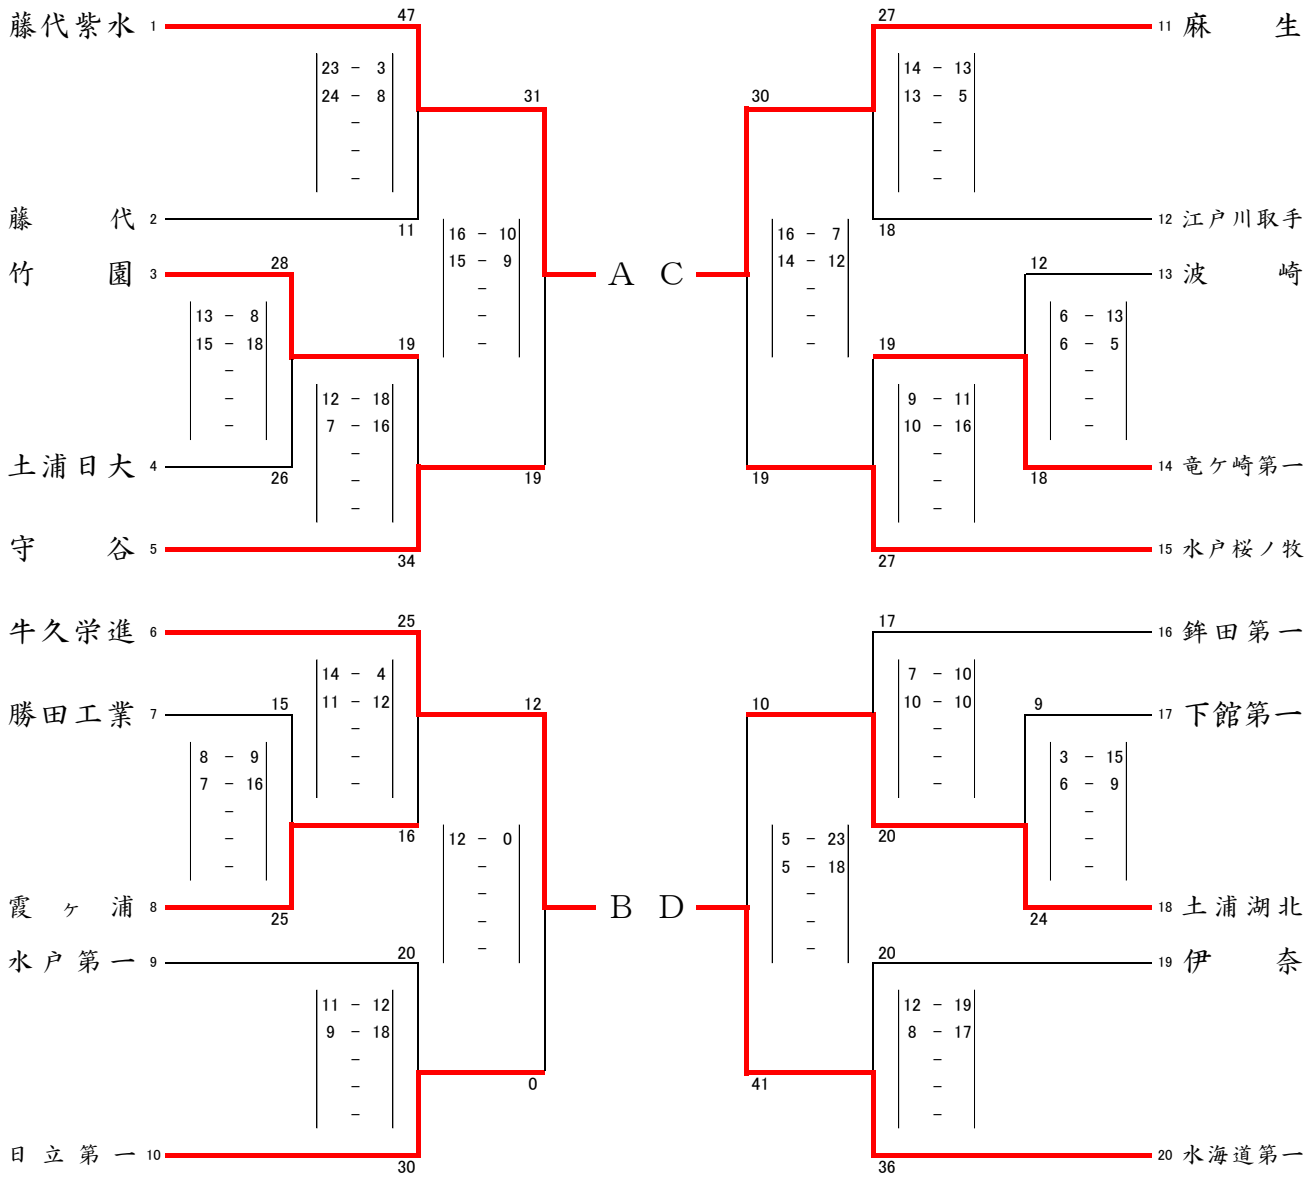 47
27
藤代紫水 1
11 麻生
23 - 3
24 - 8
-
-
-
14 - 13
13 - 5
-
-
-
31
30
藤代 2
11
18
12 江戸川取手
16 - 10
15 - 9
-
-
-
16 - 7
14 - 12
-
-
-
竹園 3
28
A C
12
13 波崎
13 - 8
15 - 18
-
-
-
6 - 13
6 - 5
-
-
-
19
19
12 - 18
7 - 16
-
-
-
9 - 11
10 - 16
-
-
-
土浦日大 4
26
19
19
18
14 竜ケ崎第一
守谷 5
34
27
15 水戸桜ノ牧
25
17
牛久栄進 6
16 鉾田第一
14 - 4
11 - 12
-
-
-
7 - 10
10 - 10
-
-
-
勝田工業 7
15
12
10
9
17 下館第一
8 - 9
7 - 16
-
-
-
3 - 15
6 - 9
-
-
-
16
20
12 - 0
-
-
-
-
5 - 23
5 - 18
-
-
-
霞ヶ浦 8
25
B D
24
18 土浦湖北
水戸第一 9
20
20
19 伊奈
11 - 12
9 - 18
-
-
-
12 - 19
8 - 17
-
-
-
0
41
日立第一 10
30
36
20 水海道第一